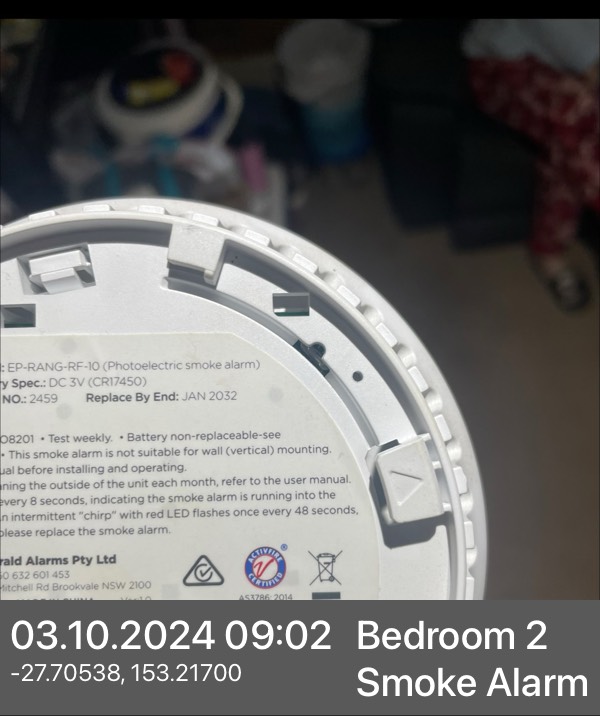 : EP-RANG-RF-10 (Photoelectric smoke alarm)
ry Spec.: DC 3V (CR17450)
NO.: 2459 Replace By End: JAN 2032
O8201 • Test weekly. • Battery non-replaceable-see
• This smoke alarm is not suitable for wall (vertical) mounting.
ual before installing and operating.
ning the outside of the unit each month, refer to the user manual.
every 8 seconds, indicating the smoke alarm is running into the
n intermittent "chirp" with red LED flashes once every 48 seconds,
please replace the smoke alarm.
rald Alarms Pty Ltd
50 632 601 453
Mitchell Rd Brookvale NSW 2100
ACTIVFIRE
CERTIFIED
®
AS3786: 2014
03.10.2024 09:02
-27.70538, 153.21700
Bedroom 2
Smoke Alarm